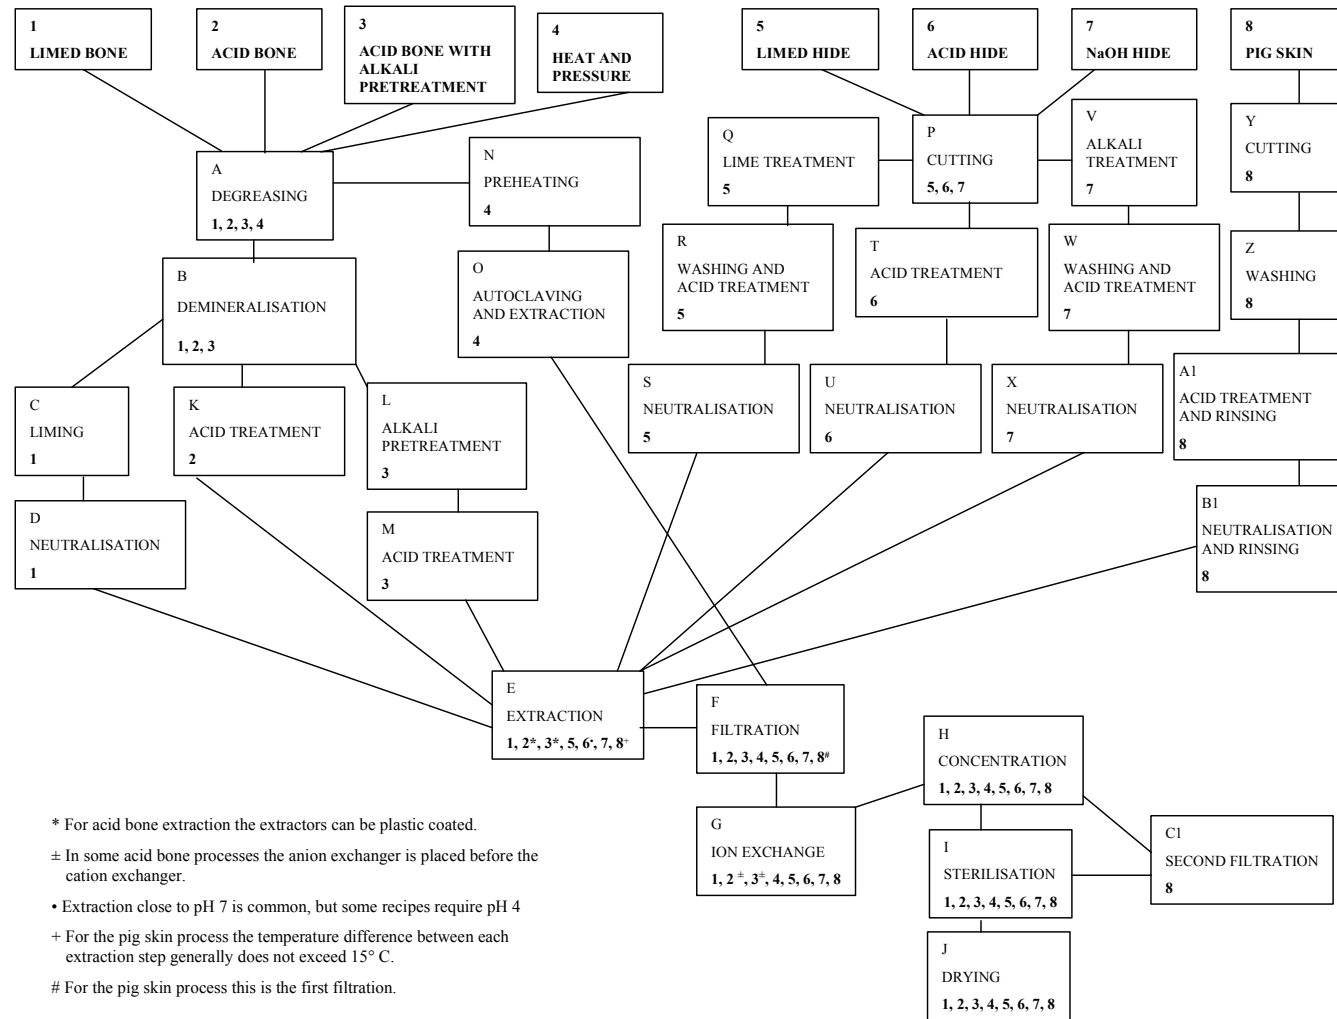 1
LIMED BONE
2
ACID BONE
3
ACID BONE WITH
ALKALI
PRETREATMENT
4
HEAT AND
PRESSURE
5
LIMED HIDE
6
ACID HIDE
7
NaOH HIDE
8
PIG SKIN
A
DEGREASING
1, 2, 3, 4
N
PREHEATING
4
Q
LIME TREATMENT
5
P
CUTTING
5, 6, 7
V
ALKALI
TREATMENT
7
Y
CUTTING
8
B
DEMINERALISATION
1, 2, 3
O
AUTOCLAVING
AND EXTRACTION
4
R
WASHING AND
ACID TREATMENT
5
T
ACID TREATMENT
6
W
WASHING AND
ACID TREATMENT
7
Z
WASHING
8
C
LIMING
1
K
ACID TREATMENT
2
L
ALKALI
PRETREATMENT
3
S
NEUTRALISATION
5
U
NEUTRALISATION
6
X
NEUTRALISATION
7
A1
ACID TREATMENT
AND RINSING
8
D
NEUTRALISATION
1
M
ACID TREATMENT
3
B1
NEUTRALISATION
AND RINSING
8
E
EXTRACTION
1, 2*, 3*, 5, 6•, 7, 8+
F
FILTRATION
1, 2, 3, 4, 5, 6, 7, 8#
H
CONCENTRATION
1, 2, 3, 4, 5, 6, 7, 8
G
ION EXCHANGE
1, 2 ±, 3±, 4, 5, 6, 7, 8
I
STERILISATION
1, 2, 3, 4, 5, 6, 7, 8
C1
SECOND FILTRATION
8
J
DRYING
1, 2, 3, 4, 5, 6, 7, 8
* For acid bone extraction the extractors can be plastic coated.
± In some acid bone processes the anion exchanger is placed before the
cation exchanger.
• Extraction close to pH 7 is common, but some recipes require pH 4
+ For the pig skin process the temperature difference between each
extraction step generally does not exceed 15° C.
# For the pig skin process this is the first filtration.